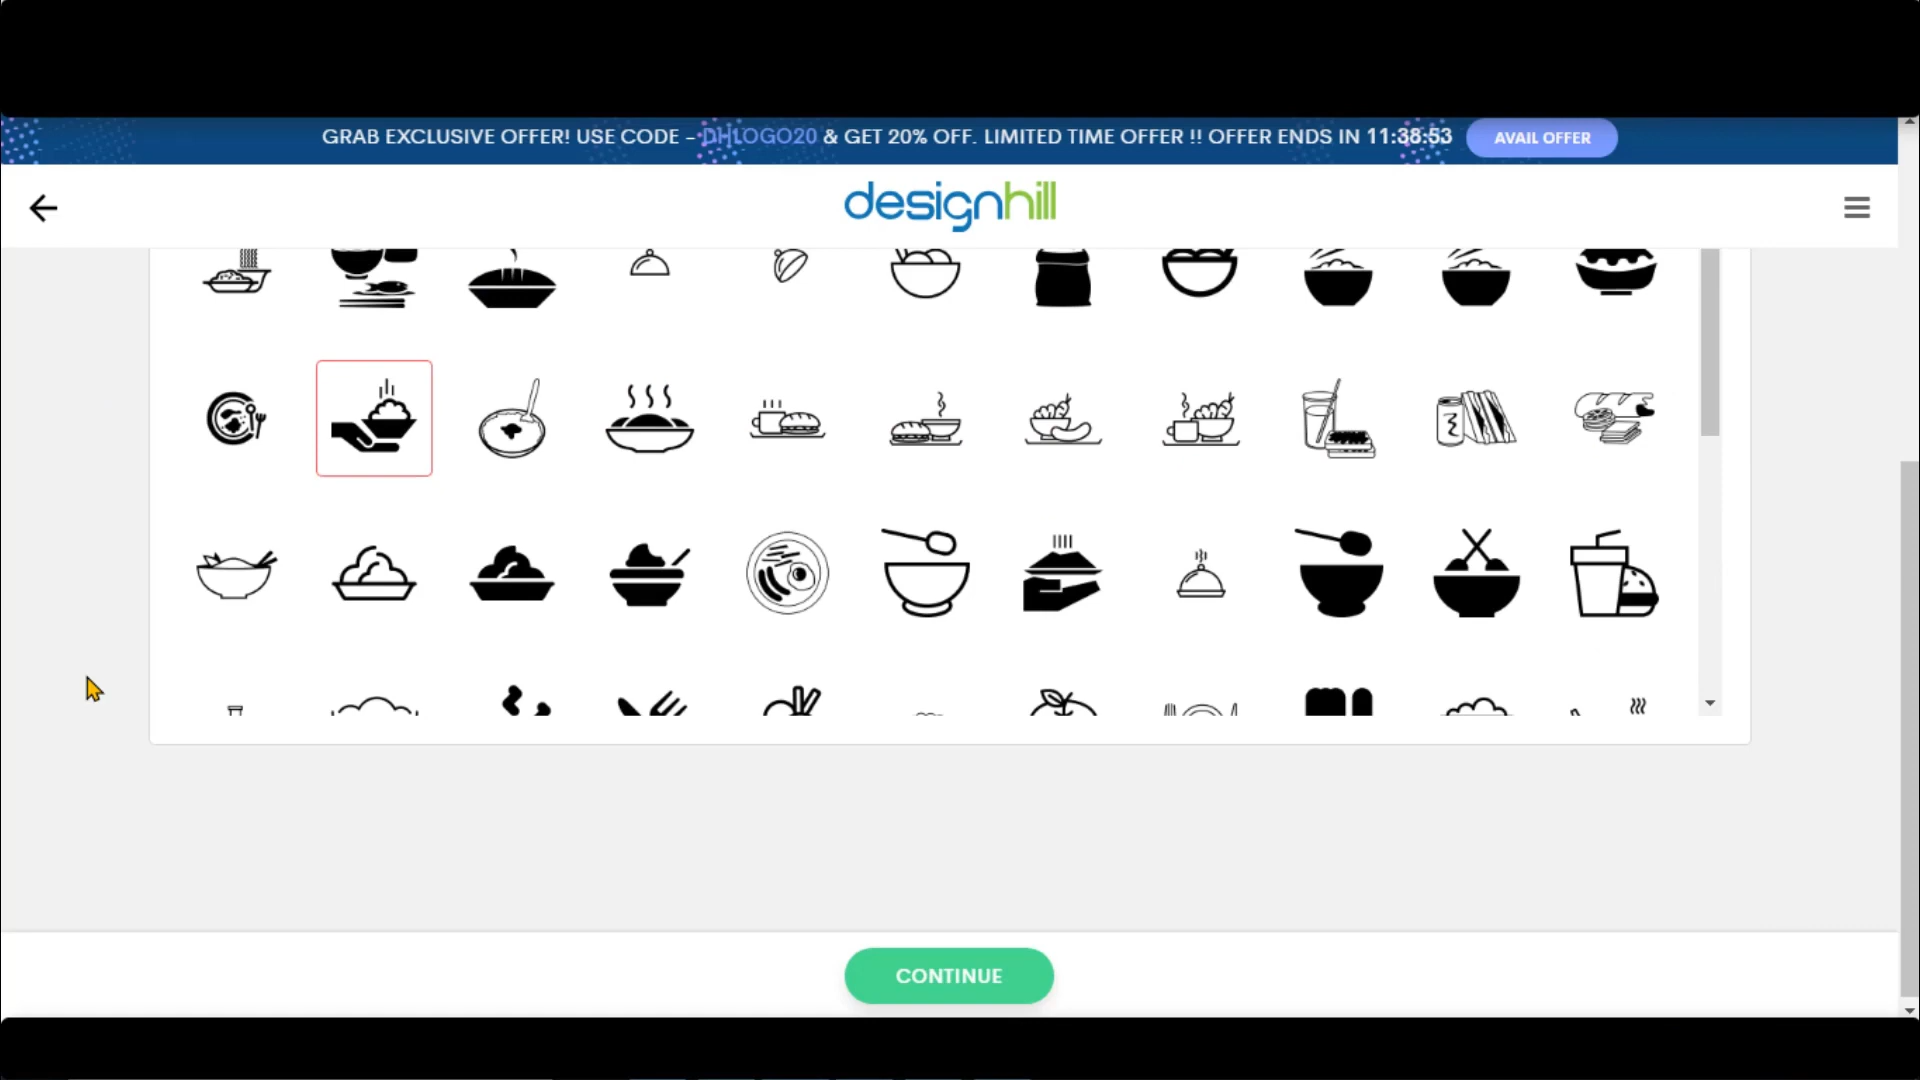 GRAB EXCLUSIVE OFFER! USE CODE - DHLOGO20 & GET 20% OFF. LIMITED TIME OFFER !! OFFER ENDS IN 11:38:53
AVAIL OFFER
designhill
CONTINUE